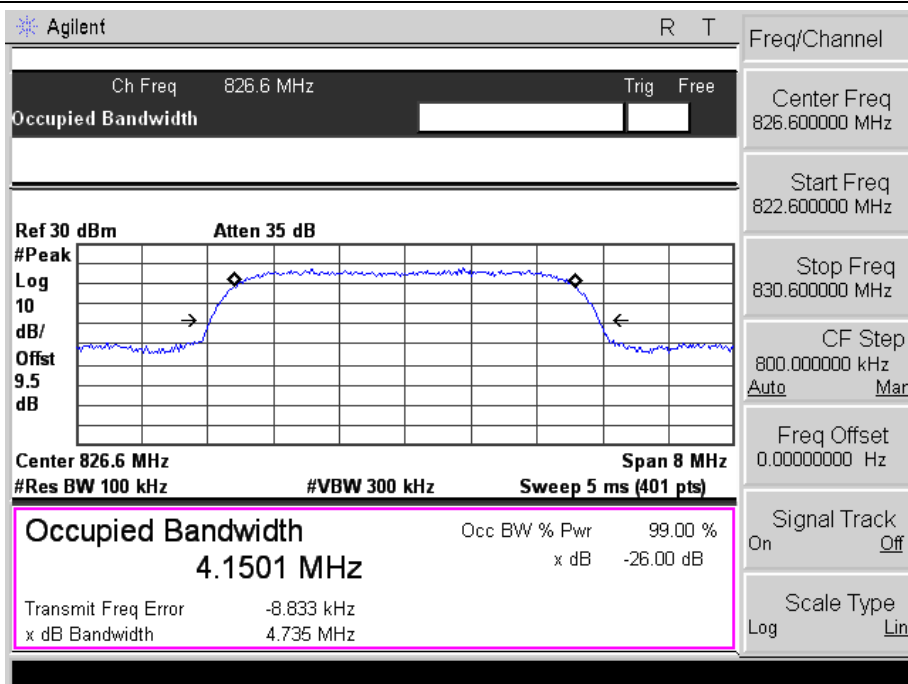 Agilent R T
Ch Freq 826.6 MHz Trig Free
Occupied Bandwidth
Ref 30 dBm Atten 35 dB
#Peak
Log
10
dB/
Offst
9.5
dB
Center 826.6 MHz Span 8 MHz
#Res BW 100 kHz #VBW 300 kHz Sweep 5 ms (401 pts)
Occupied Bandwidth
4.1501 MHz
Occ BW % Pwr 99.00 %
x dB -26.00 dB
Transmit Freq Error -8.833 kHz
x dB Bandwidth 4.735 MHz
Freq/Channel
Center Freq
826.600000 MHz
Start Freq
822.600000 MHz
Stop Freq
830.600000 MHz
CF Step
800.000000 kHz
Auto Man
Freq Offset
0.00000000 Hz
Signal Track
On Off
Scale Type
Log Lin